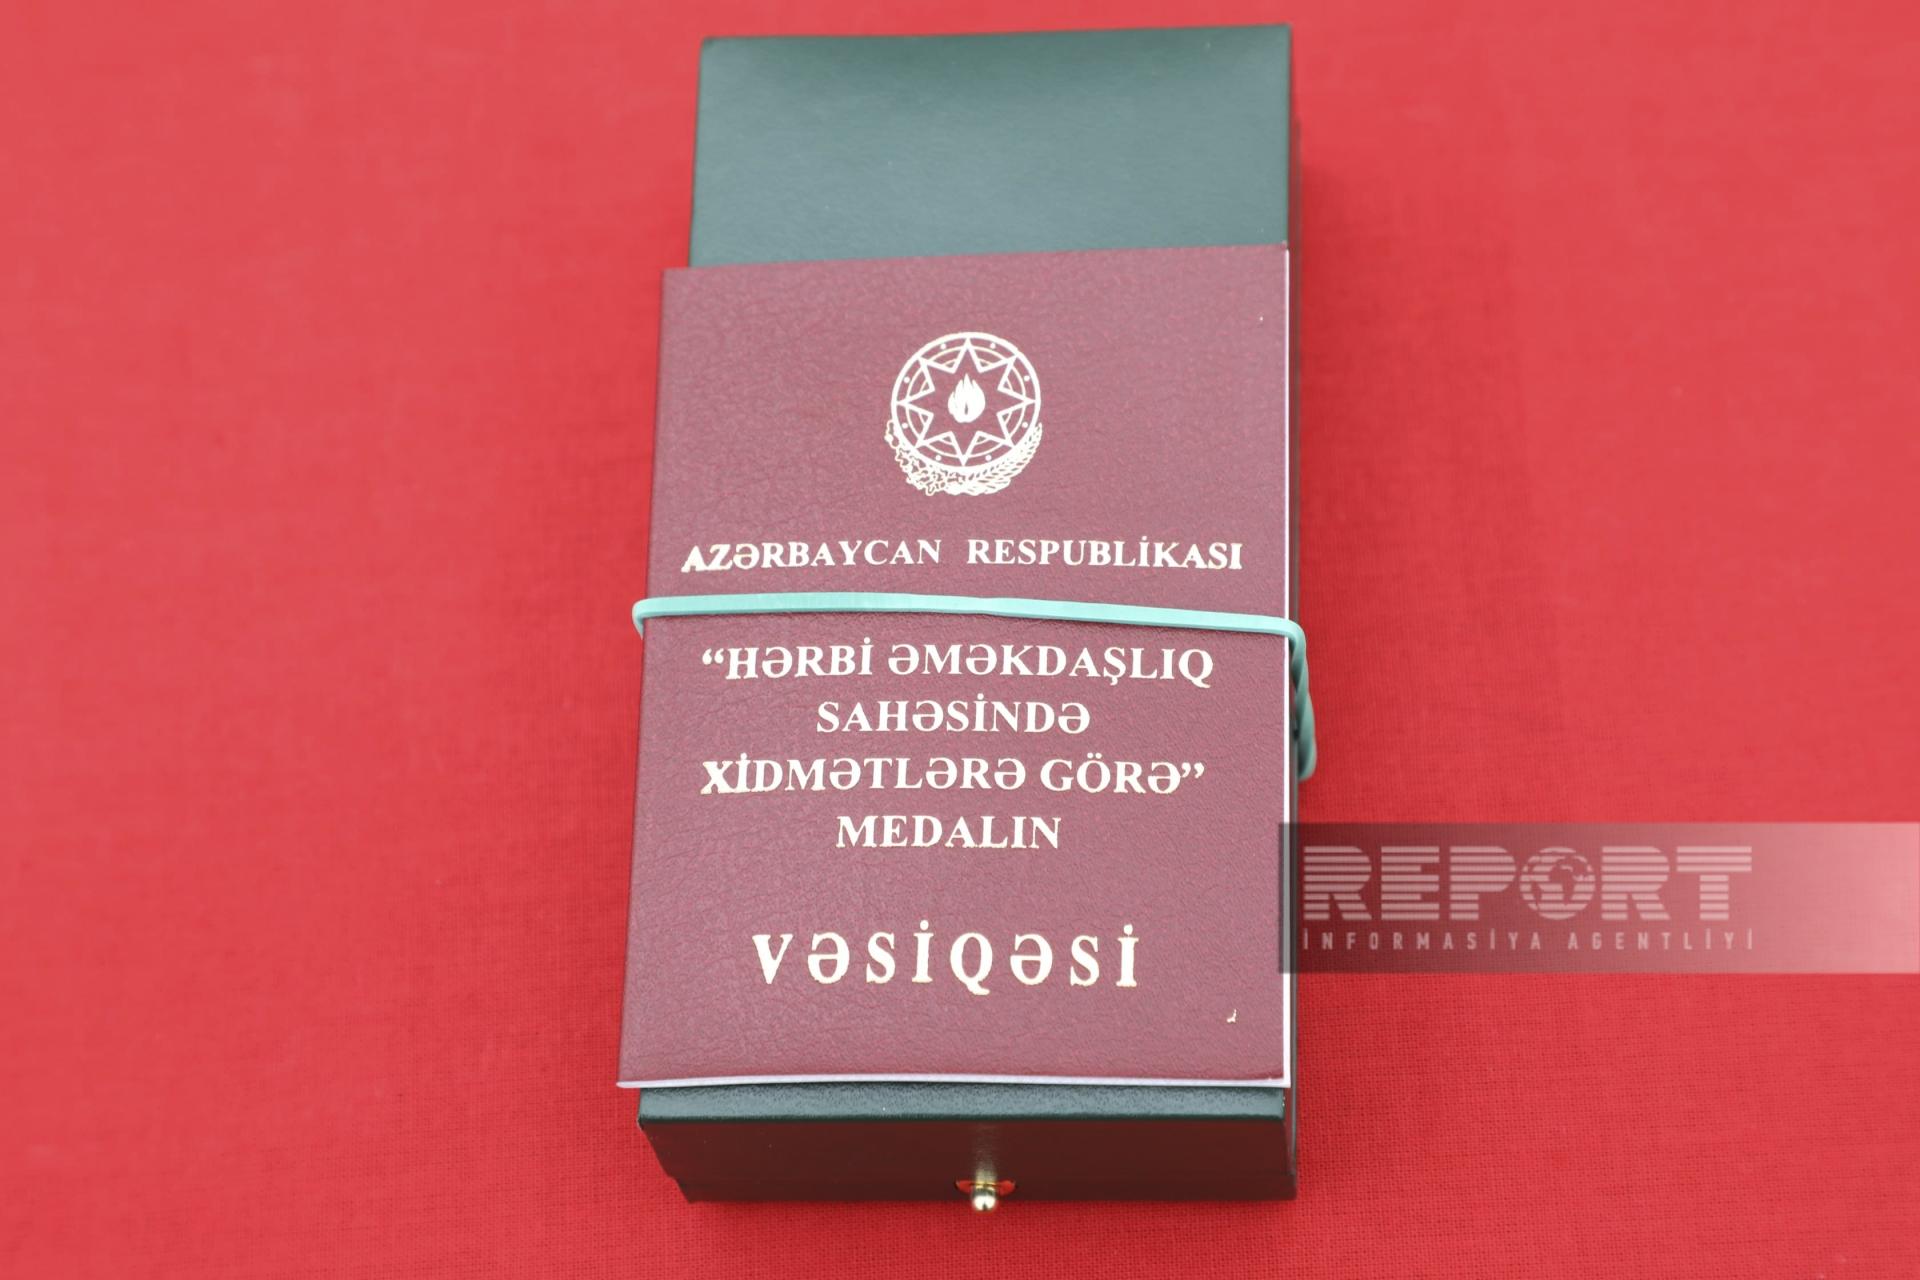 AZƏRBAYCAN RESPUBLİKASI
“HƏRBİ ƏMƏKDAŞLIQ
SAHƏSİNDƏ
XİDMƏTLƏRƏ GÖRƏ”
MEDALIN
VƏSİQƏSİ
REPORT
İNFORMASİYA AGENTLİYİ